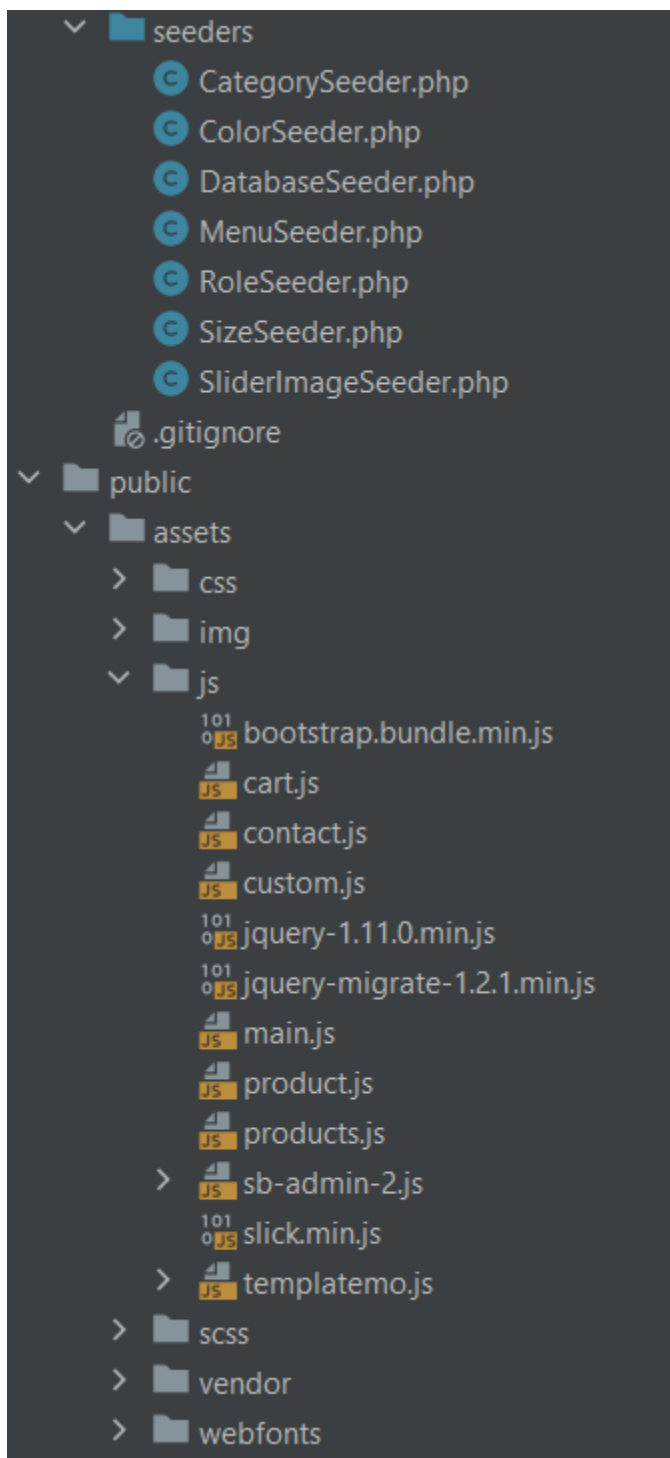 seeders
CategorySeeder.php
ColorSeeder.php
DatabaseSeeder.php
MenuSeeder.php
RoleSeeder.php
SizeSeeder.php
SliderImageSeeder.php
.gitignore
public
assets
css
img
js
bootstrap.bundle.min.js
cart.js
contact.js
custom.js
jquery-1.11.0.min.js
jquery-migrate-1.2.1.min.js
main.js
product.js
products.js
sb-admin-2.js
slick.min.js
templatemo.js
scss
vendor
webfonts